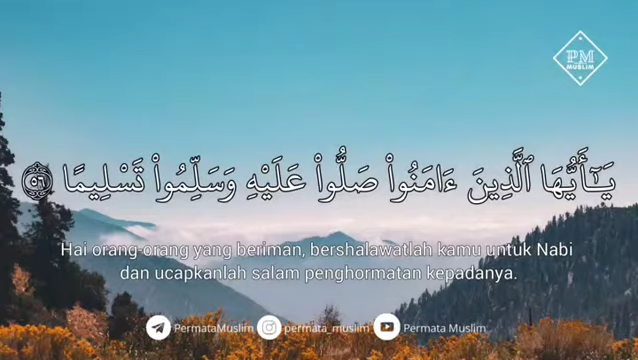 PM
MUSLIM
يَـٰٓأَيُّهَا ٱلَّذِينَ ءَامَنُوا۟ صَلُّوا۟ عَلَيْهِ وَسَلِّمُوا۟ تَسْلِيمًا ٥٦
Hai orang-orang yang beriman, bershalawatlah kamu untuk Nabi
dan ucapkanlah salam penghormatan kepadanya.
PermataMuslim permata_muslim Permata Muslim